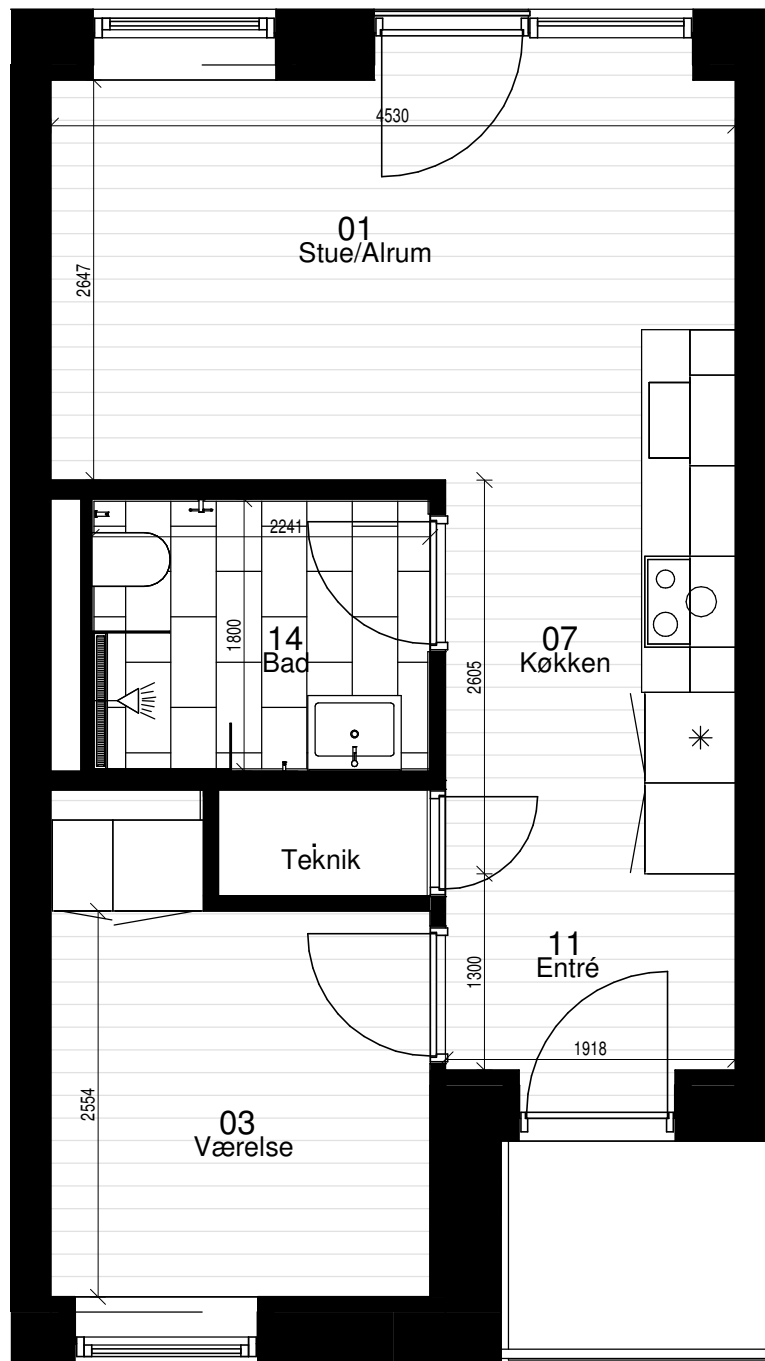 4530
01
Stue/Alrum
2647
2241
14
Bad
1800
07
Køkken
2605
Teknik
11
Entré
1300
1918
03
Værelse
2554